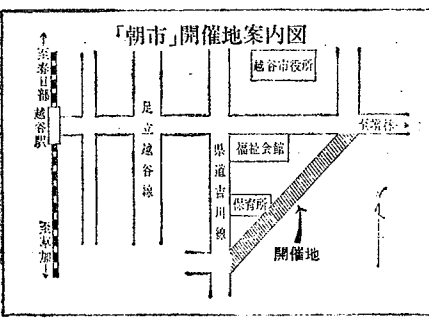 「朝市」開催地案内図
至春日部
越谷駅
至草加
足立越谷線
県道吉川線
越谷市役所
福祉会館
保育所
開催地
至増林